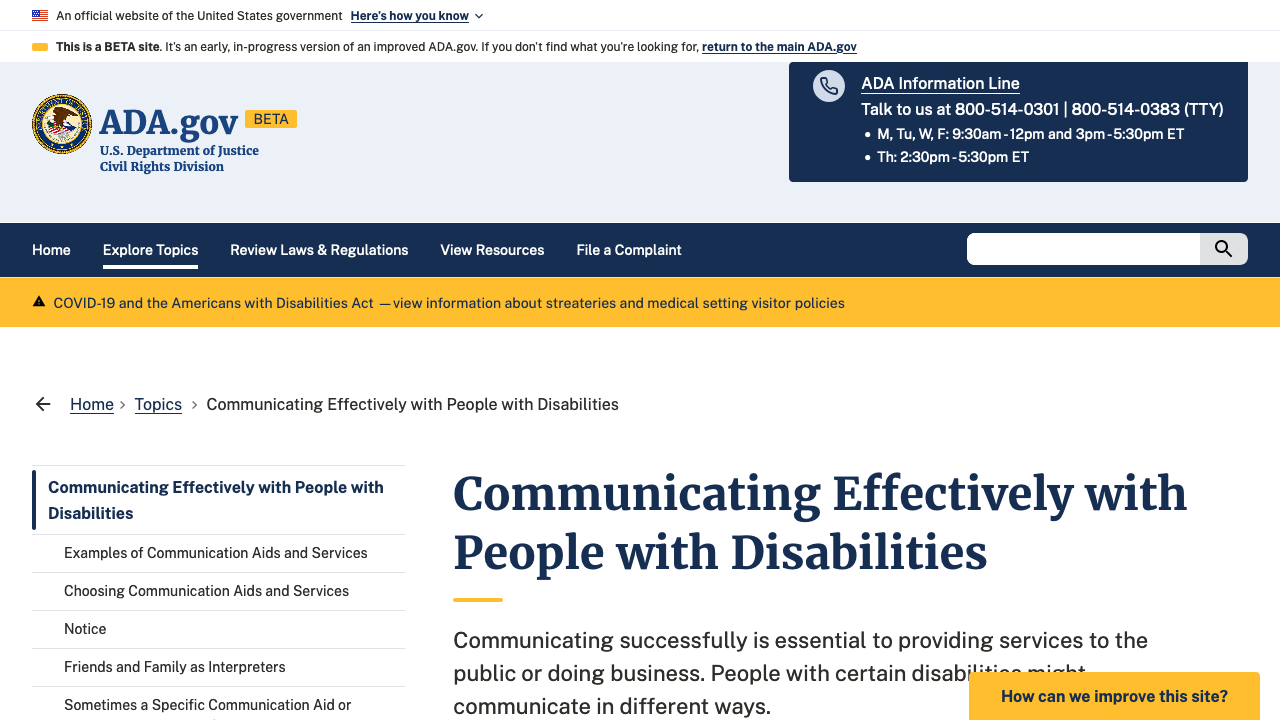 An official website of the United States government Here's how you know
This is a BETA site. It's an early, in-progress version of an improved ADA.gov. If you don't find what you're looking for, return to the main ADA.gov
ADA.gov BETA
U.S. Department of Justice
Civil Rights Division
ADA Information Line
Talk to us at 800-514-0301 | 800-514-0383 (TTY)
• M, Tu, W, F: 9:30am-12pm and 3pm-5:30pm ET
• Th: 2:30pm-5:30pm ET
Home Explore Topics Review Laws & Regulations View Resources File a Complaint
COVID-19 and the Americans with Disabilities Act —view information about streateries and medical setting visitor policies
Home > Topics > Communicating Effectively with People with Disabilities
Communicating Effectively with People with
Disabilities
Examples of Communication Aids and Services
Choosing Communication Aids and Services
Notice
Friends and Family as Interpreters
Sometimes a Specific Communication Aid or
Communicating Effectively with
People with Disabilities
Communicating successfully is essential to providing services to the
public or doing business. People with certain disabilities might
communicate in different ways.
How can we improve this site?